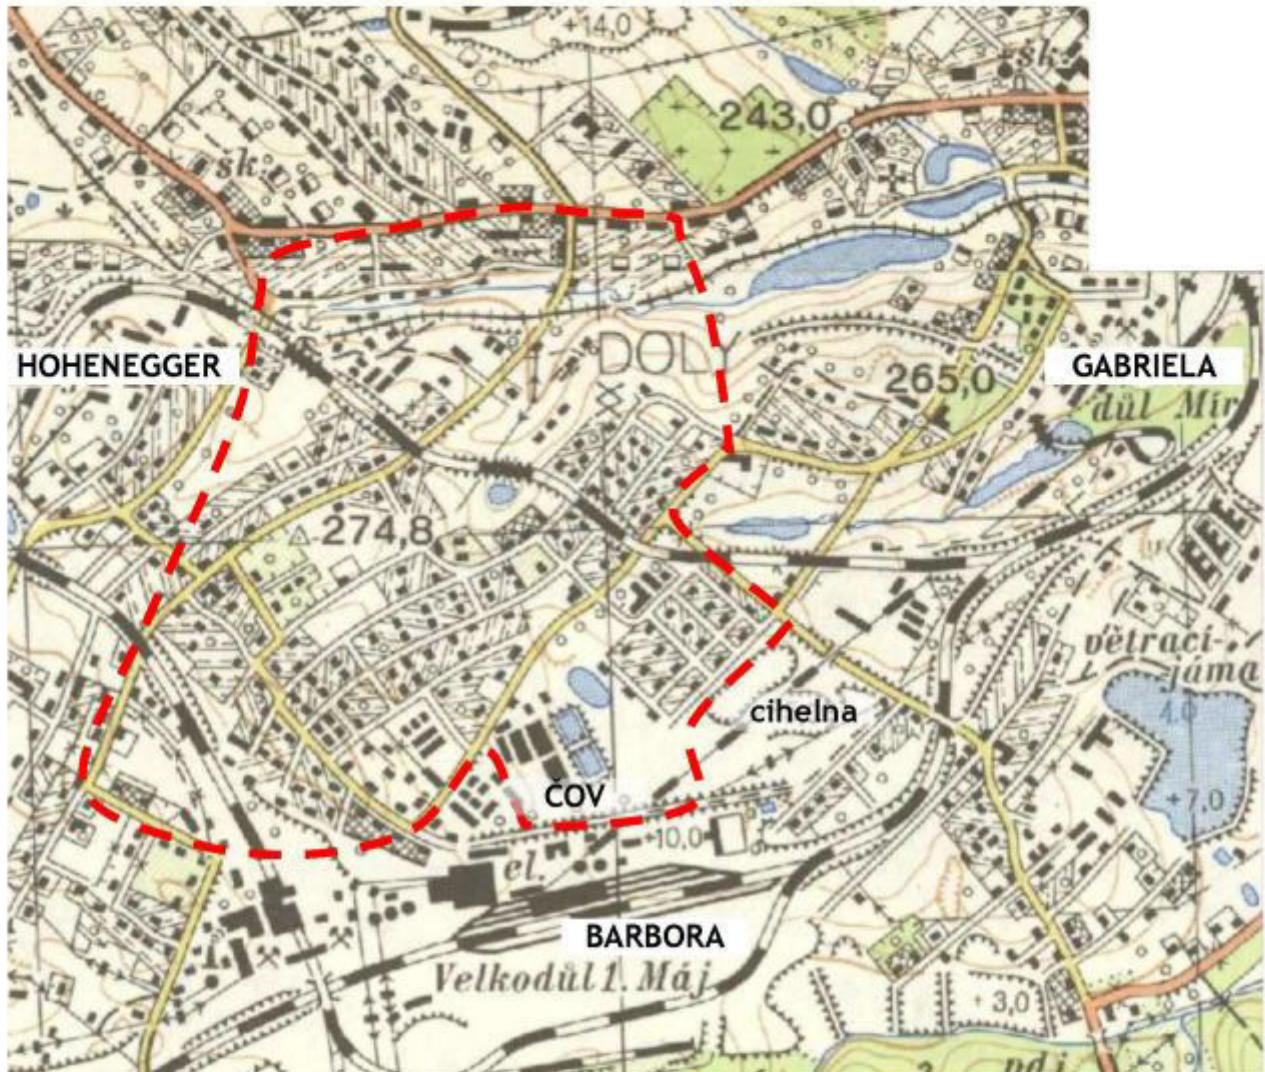 +14,0
šk.
243,0
šk.
DOLY
HOHENEGGER
GABRIELA
265,0
důl Mír
274,8
větrací
jáma
cihelna
4,0
ČOV
+7,0
+10,0
el.
BARBORA
Velkodůl 1. Máj
+3,0